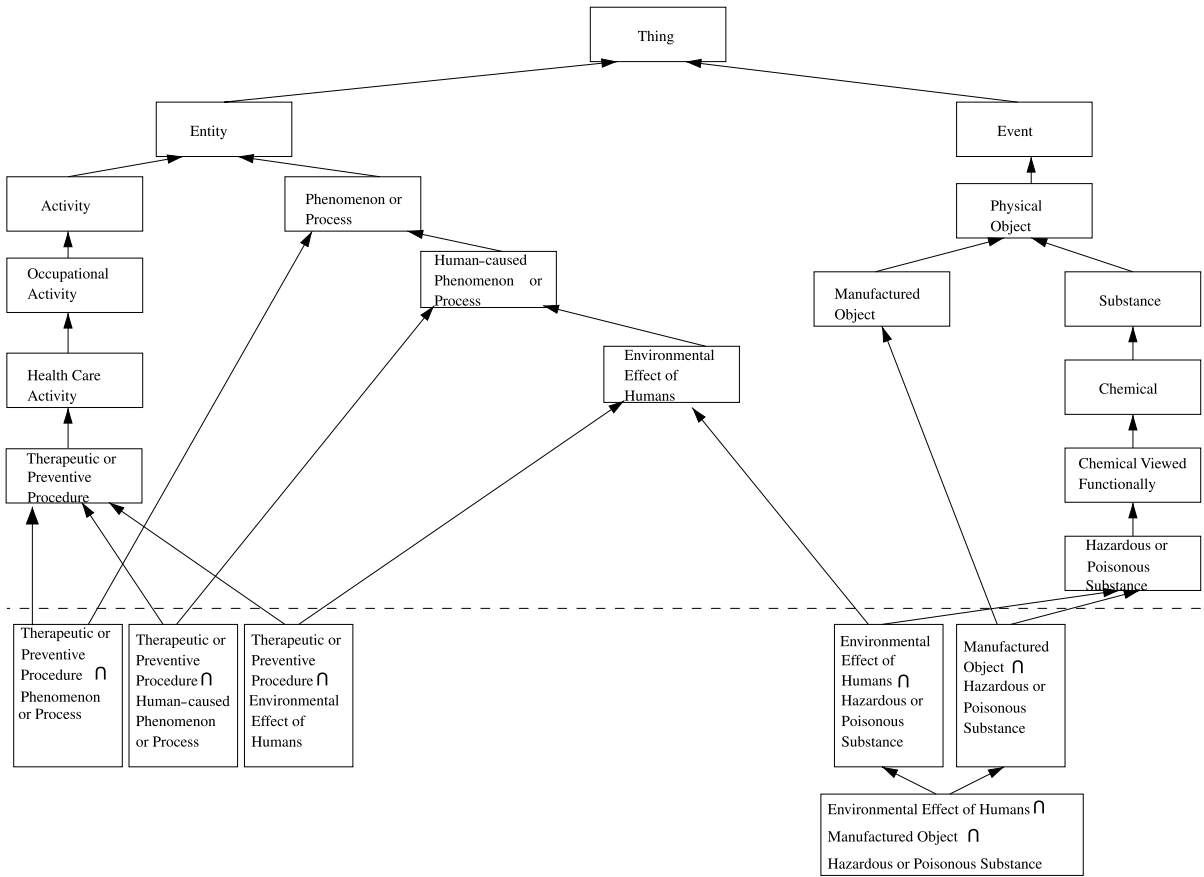 Thing
Entity
Event
Activity
Phenomenon or
Process
Physical
Object
Occupational
Activity
Human-caused
Phenomenon or
Process
Manufactured
Object
Substance
Health Care
Activity
Environmental
Effect of
Humans
Chemical
Therapeutic or
Preventive
Procedure
Chemical Viewed
Functionally
Hazardous or
Poisonous
Substance
Therapeutic or
Preventive
Procedure ∩
Phenomenon
or Process
Therapeutic or
Preventive
Procedure ∩
Human-caused
Phenomenon
or Process
Therapeutic or
Preventive
Procedure ∩
Environmental
Effect of
Humans
Environmental
Effect of
Humans ∩
Hazardous or
Poisonous
Substance
Manufactured
Object ∩
Hazardous or
Poisonous
Substance
Environmental Effect of Humans ∩
Manufactured Object ∩
Hazardous or Poisonous Substance